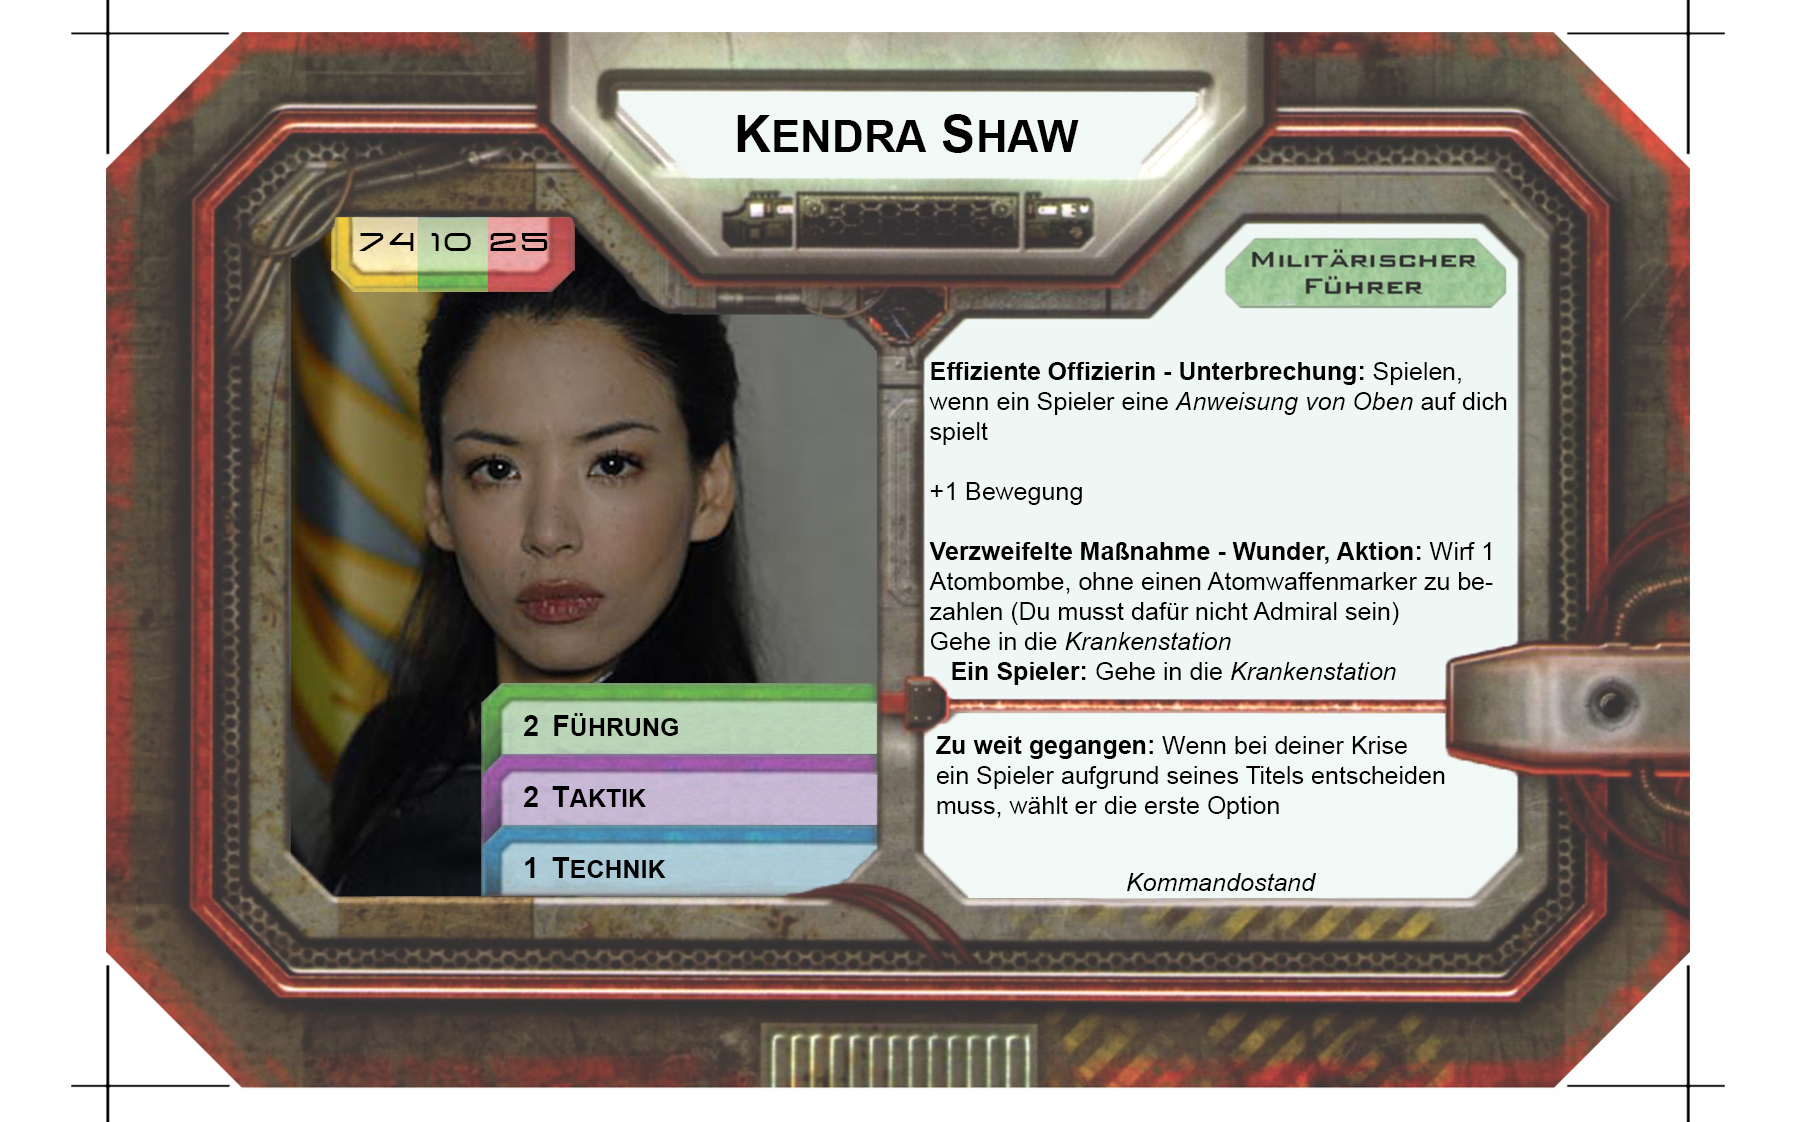 KENDRA SHAW
74 10 25
MILITÄRISCHER
FÜHRER
Effiziente Offizierin - Unterbrechung: Spielen,
wenn ein Spieler eine Anweisung von Oben auf dich
spielt
+1 Bewegung
Verzweifelte Maßnahme - Wunder, Aktion: Wirf 1
Atombombe, ohne einen Atomwaffenmarker zu be-
zahlen (Du musst dafür nicht Admiral sein)
Gehe in die Krankenstation
Ein Spieler: Gehe in die Krankenstation
Zu weit gegangen: Wenn bei deiner Krise
ein Spieler aufgrund seines Titels entscheiden
muss, wählt er die erste Option
Kommandostand
2 FÜHRUNG
2 TAKTIK
1 TECHNIK